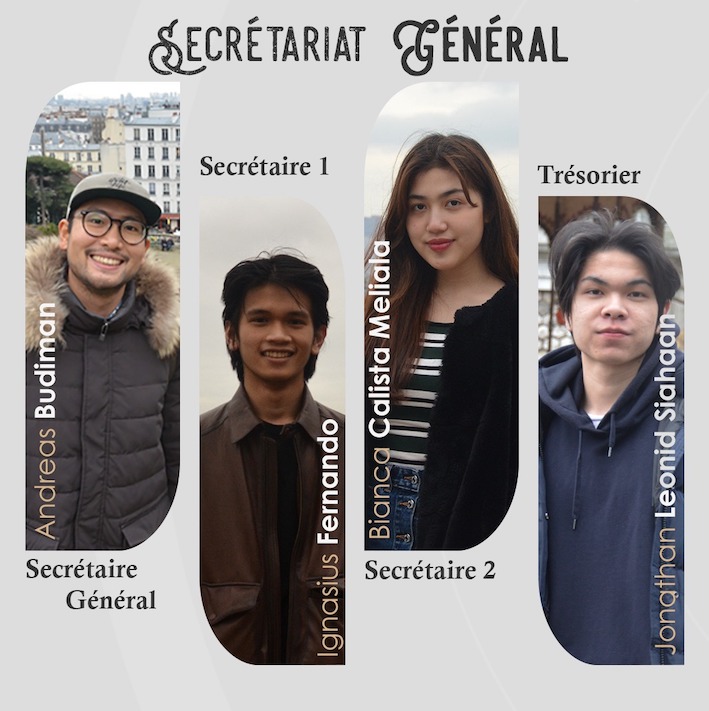 Secrétariat Général
Andreas Budiman
Secrétaire
Général
Secrétaire 1
Ignasius Fernando
Bianca Calista Meliala
Secrétaire 2
Trésorier
Jonathan Leonid Siahaan